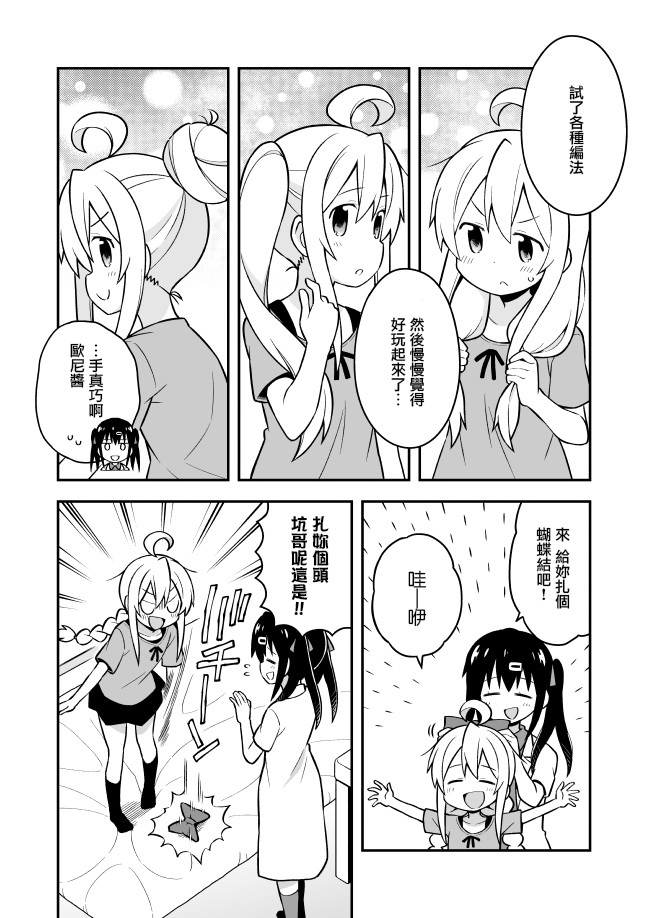 試了各種編法
然後慢慢覺得
好玩起來了…
…手真巧啊
歐尼醬
來 給妳扎個
蝴蝶結吧！
哇—咿
扎妳個頭
坑哥呢這是!!
ベチーン